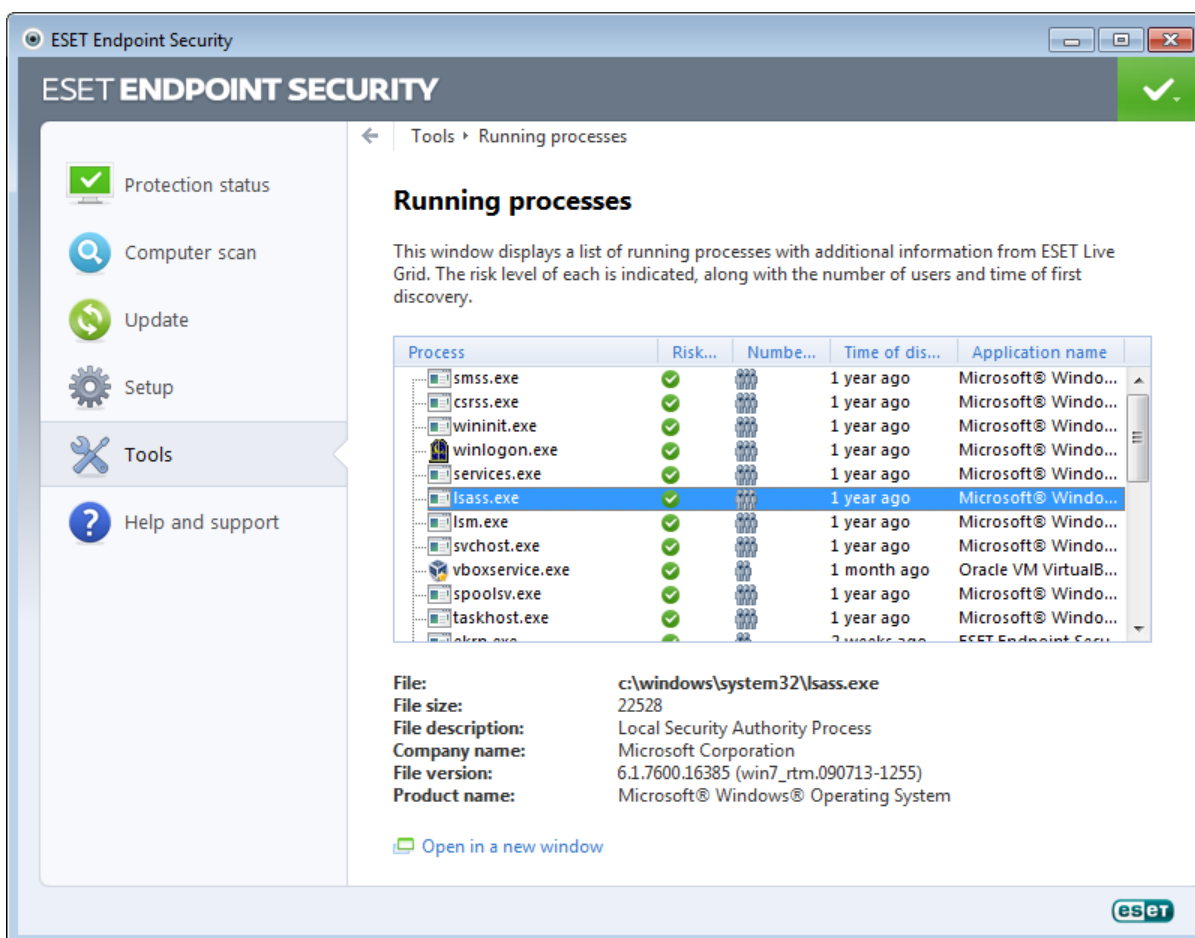 ESET Endpoint Security
ESET ENDPOINT SECURITY
Tools ‣ Running processes
Protection status
Computer scan
Update
Setup
Tools
Help and support
Running processes
This window displays a list of running processes with additional information from ESET Live
Grid. The risk level of each is indicated, along with the number of users and time of first
discovery.
Process Risk... Numbe... Time of dis... Application name
smss.exe 1 year ago Microsoft® Windo...
csrss.exe 1 year ago Microsoft® Windo...
wininit.exe 1 year ago Microsoft® Windo...
winlogon.exe 1 year ago Microsoft® Windo...
services.exe 1 year ago Microsoft® Windo...
lsass.exe 1 year ago Microsoft® Windo...
lsm.exe 1 year ago Microsoft® Windo...
svchost.exe 1 year ago Microsoft® Windo...
vboxservice.exe 1 month ago Oracle VM VirtualB...
spoolsv.exe 1 year ago Microsoft® Windo...
taskhost.exe 1 year ago Microsoft® Windo...
ekrn.exe 2 weeks ago ESET Endpoint Secu...
File: c:\windows\system32\lsass.exe
File size: 22528
File description: Local Security Authority Process
Company name: Microsoft Corporation
File version: 6.1.7600.16385 (win7_rtm.090713-1255)
Product name: Microsoft® Windows® Operating System
Open in a new window
eseT